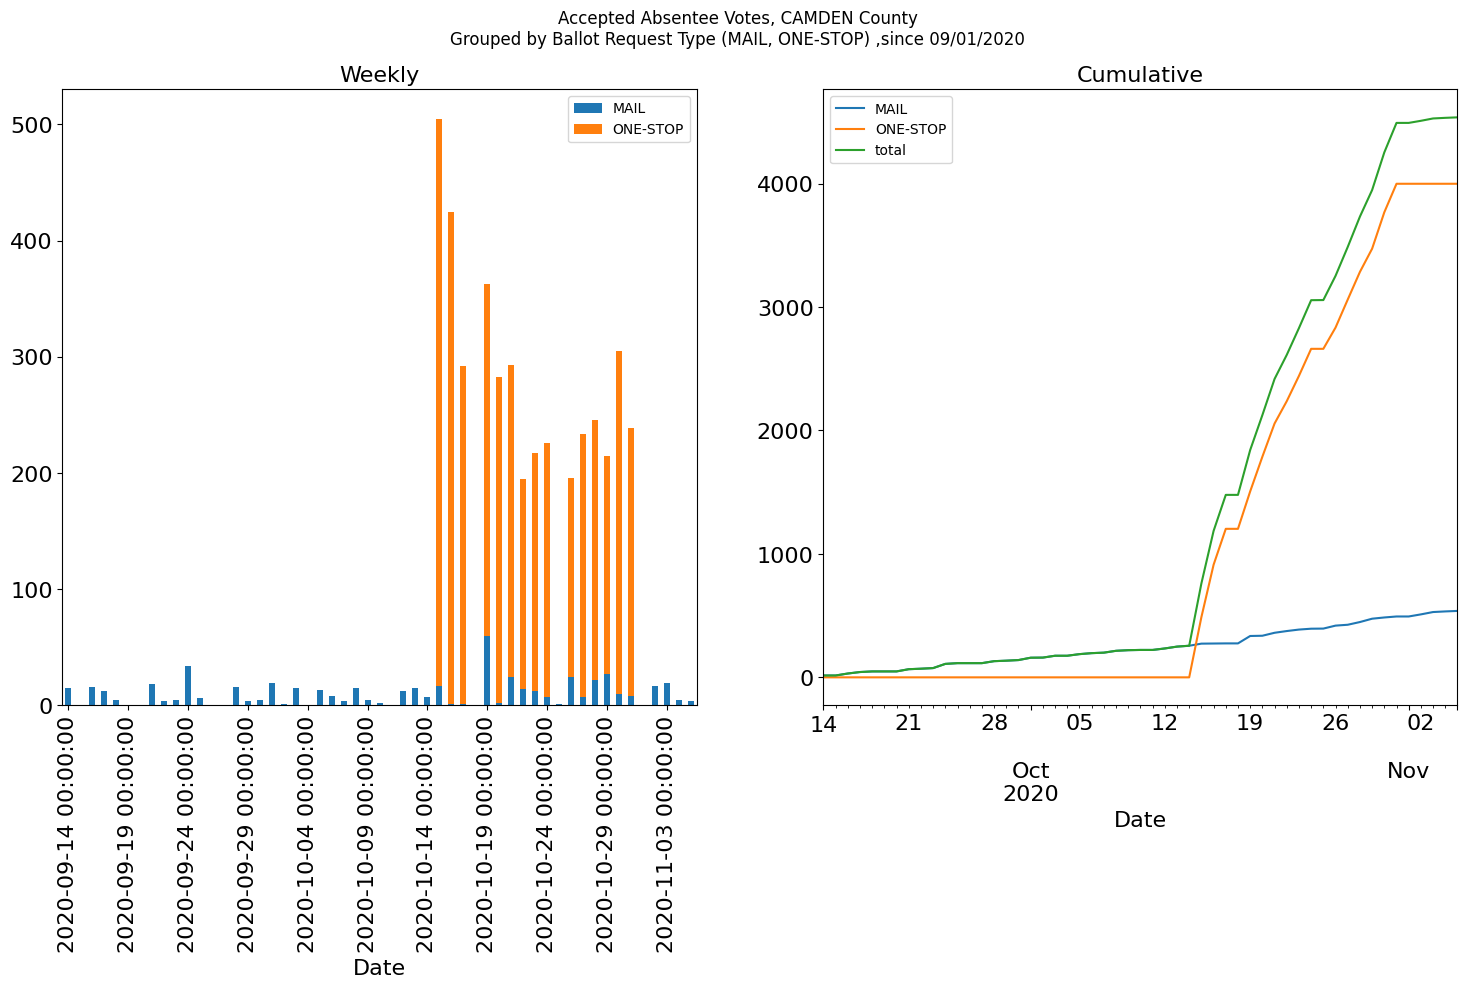 Accepted Absentee Votes, CAMDEN County
Grouped by Ballot Request Type (MAIL, ONE-STOP) ,since 09/01/2020
Weekly
MAIL
ONE-STOP
500
400
300
200
100
0
2020-09-14 00:00:00
2020-09-19 00:00:00
2020-09-24 00:00:00
2020-09-29 00:00:00
2020-10-04 00:00:00
2020-10-09 00:00:00
2020-10-14 00:00:00
2020-10-19 00:00:00
2020-10-24 00:00:00
2020-10-29 00:00:00
2020-11-03 00:00:00
Date
Cumulative
MAIL
ONE-STOP
total
4000
3000
2000
1000
0
14 21 28 05 12 19 26 02
Oct Nov
2020
Date